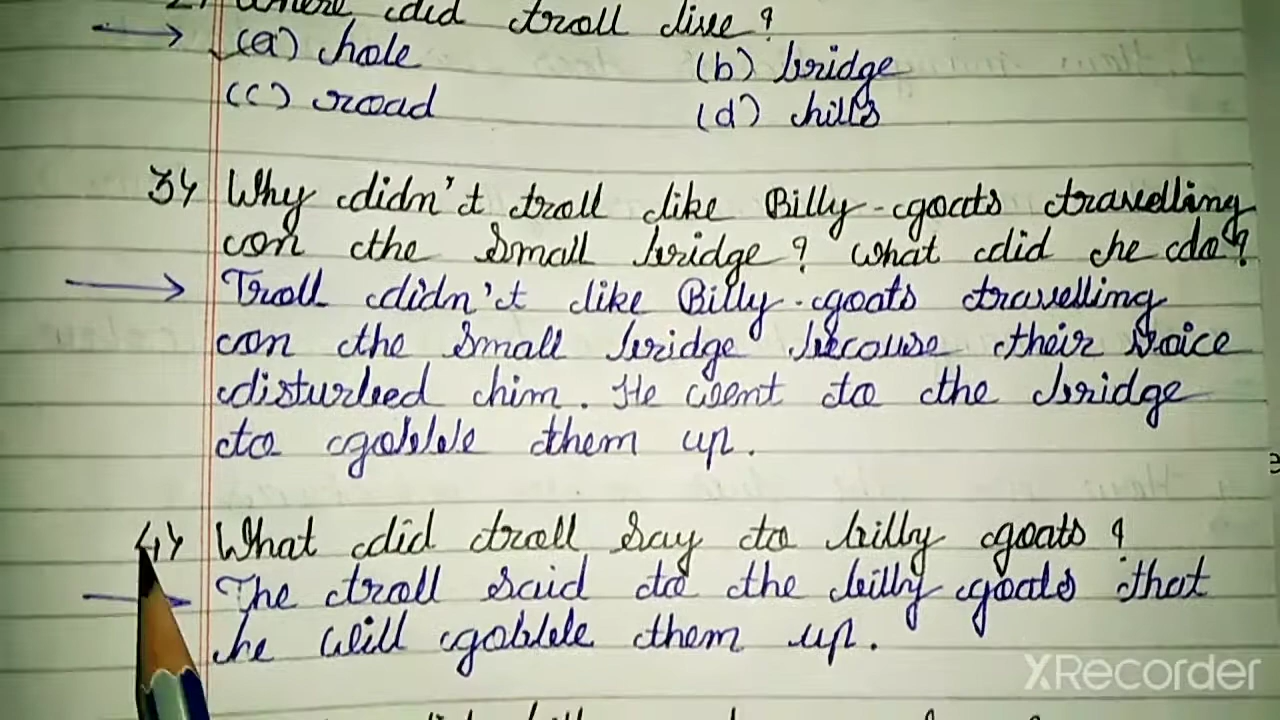 2. Where did troll live?
(a) hole (b) bridge
(c) road (d) hills
3y Why didn't troll like Billy-goats travelling
on the small bridge? What did he do?
Troll didn't like Billy-goats travelling
on the small bridge because their voice
disturbed him. He went to the bridge
to gobble them up.
4y What did troll say to billy goats?
The troll said to the billy goats that
he will gobble them up.
XRecorder